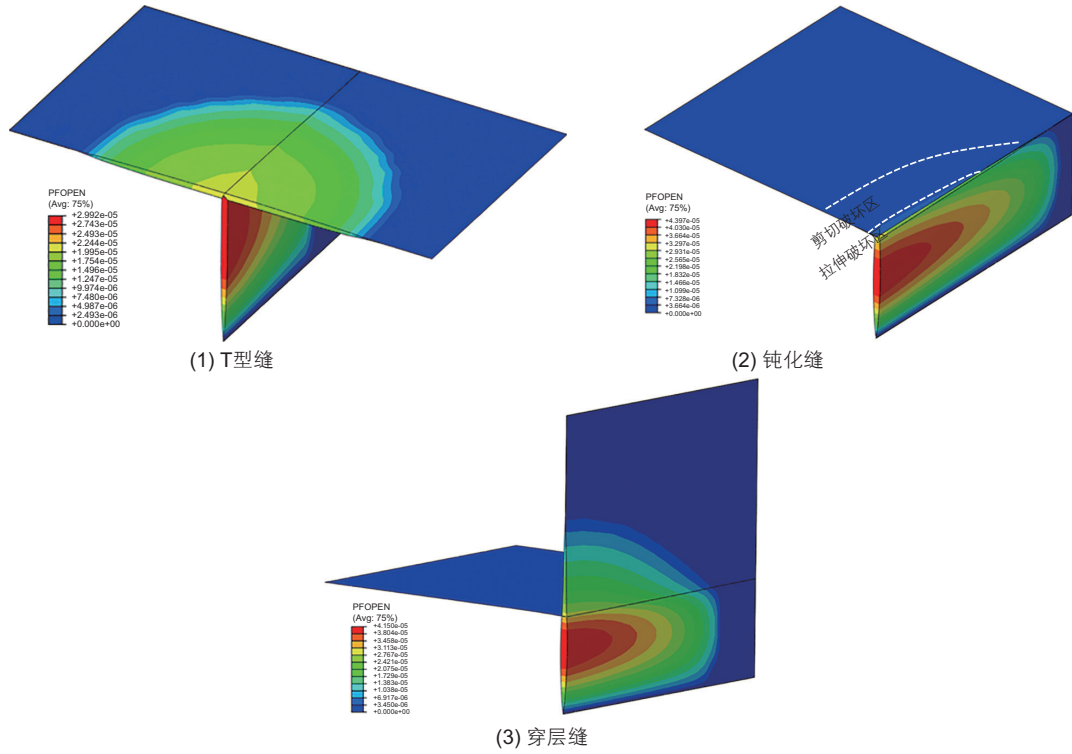 PFOPEN
(Avg: 75%)
+2.992e-05
+2.743e-05
+2.493e-05
+2.244e-05
+1.995e-05
+1.754e-05
+1.496e-05
+1.247e-05
+9.974e-06
+7.480e-06
+4.987e-06
+2.493e-06
+0.000e+00
(1) T型缝
PFOPEN
(Avg: 75%)
+4.397e-05
+4.030e-05
+3.664e-05
+3.297e-05
+2.931e-05
+2.565e-05
+2.198e-05
+1.832e-05
+1.466e-05
+1.099e-05
+7.328e-06
+3.664e-06
+0.000e+00
剪切破坏区
拉伸破坏区
(2) 钝化缝
PFOPEN
(Avg: 75%)
+4.150e-05
+3.804e-05
+3.458e-05
+3.113e-05
+2.767e-05
+2.421e-05
+2.075e-05
+1.729e-05
+1.383e-05
+1.038e-05
+6.917e-06
+3.450e-06
+0.000e+00
(3) 穿层缝